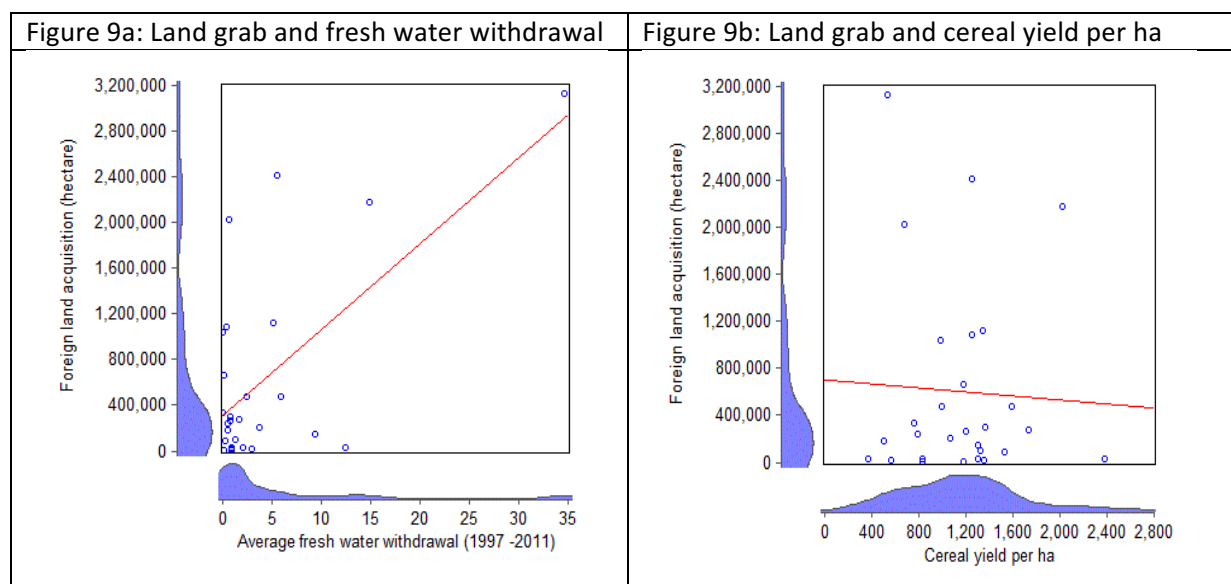 Figure 9a: Land grab and fresh water withdrawal
Figure 9b: Land grab and cereal yield per ha
Foreign land acquisition (hectare)
3,200,000
2,800,000
2,400,000
2,000,000
1,600,000
1,200,000
800,000
400,000
0
0 5 10 15 20 25 30 35
Average fresh water withdrawal (1997 -2011)
Foreign land acquisition (hectare)
3,200,000
2,800,000
2,400,000
2,000,000
1,600,000
1,200,000
800,000
400,000
0
0 400 800 1,200 1,600 2,000 2,400 2,800
Cereal yield per ha